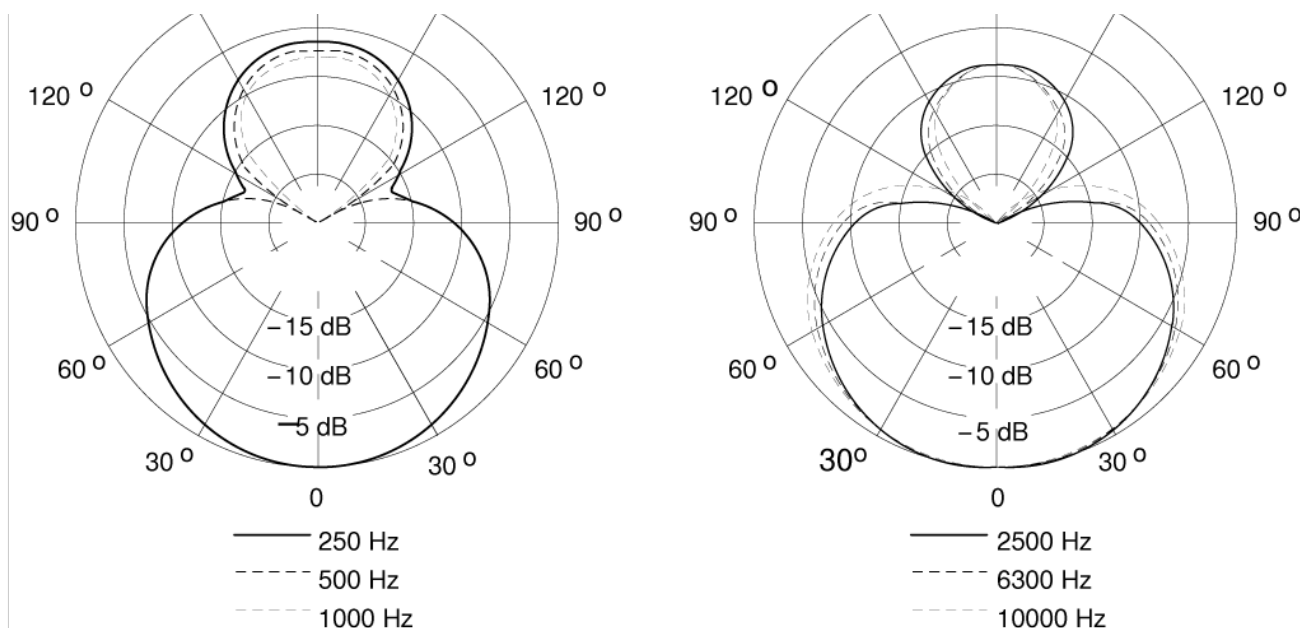 120 º 120 º
90 º 90 º
60 º 60 º
−15 dB
−10 dB
−5 dB
30 º 30 º
0
250 Hz
500 Hz
1000 Hz
120 º 120 º
90 º 90 º
60 º 60 º
−15 dB
−10 dB
−5 dB
30º 30 º
0
2500 Hz
6300 Hz
10000 Hz